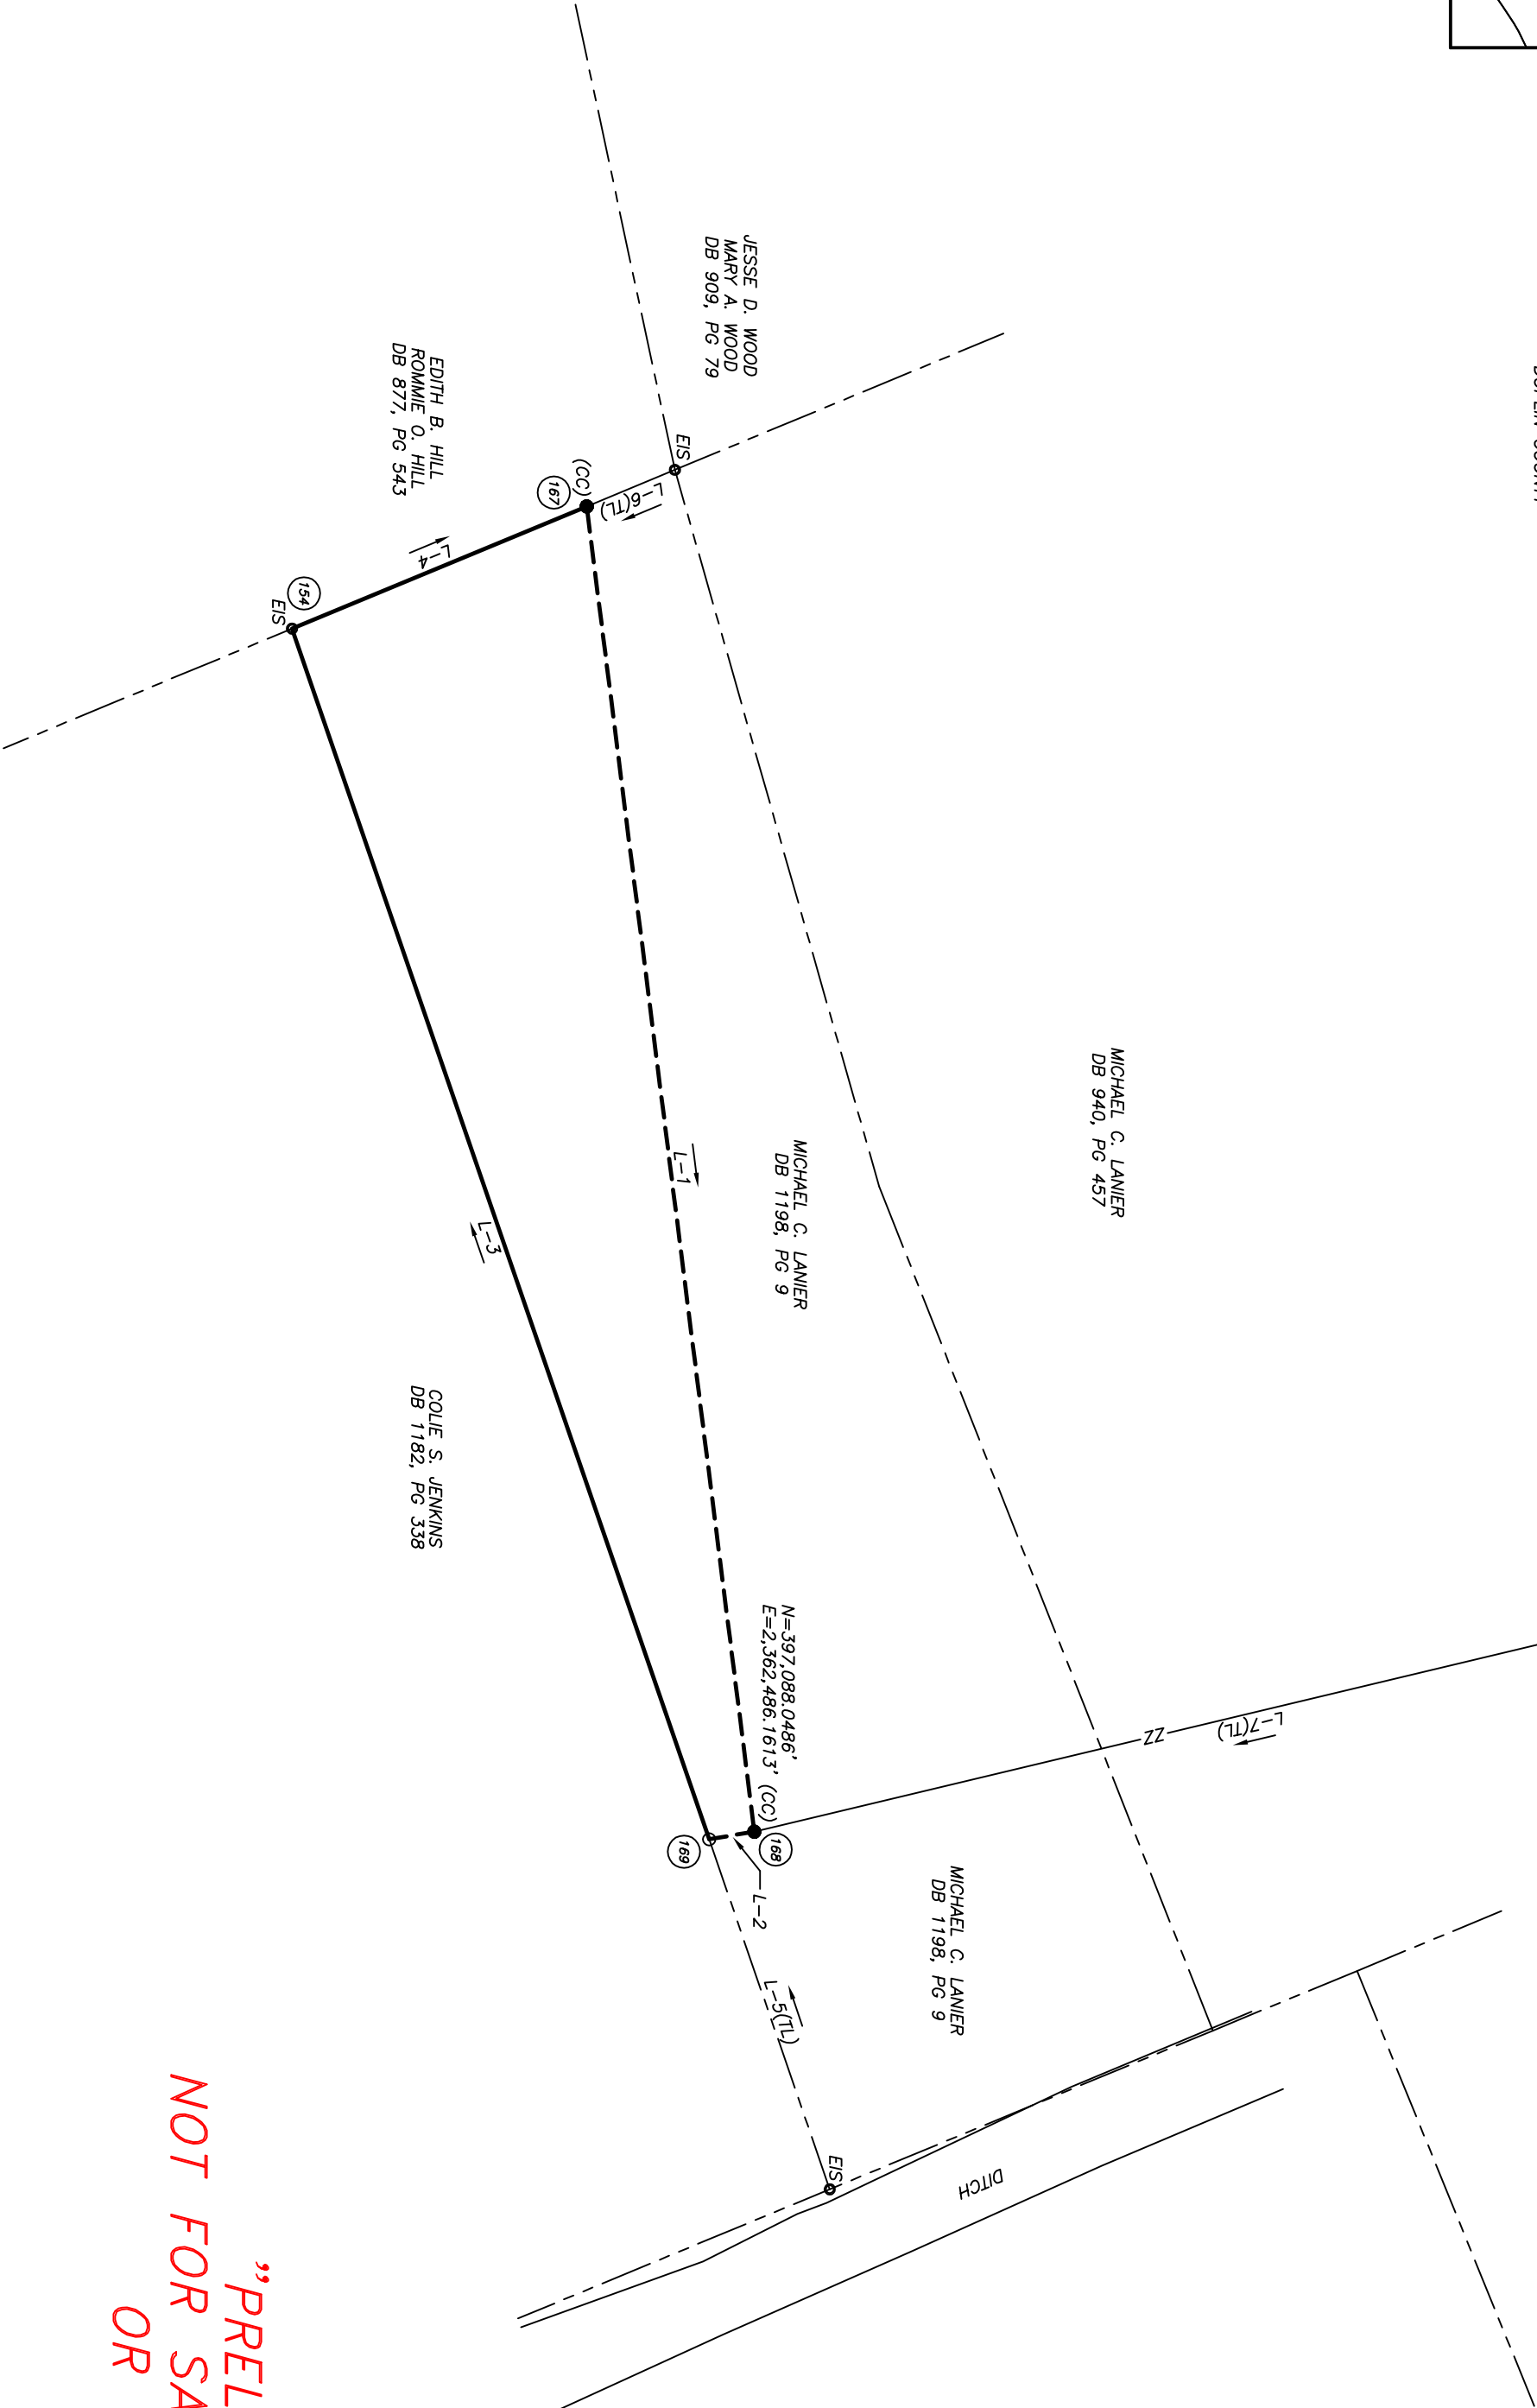 JESSE D. WOOD
MARY A. WOOD
DB 909, PG 79
EDITH B. HILL
ROMMIE O. HILL
DB 877, PG 543
EIS
L-6(TL)
(CC)
167
L-4
154
EIS
MICHAEL C. LANIER
DB 940, PG 457
MICHAEL C. LANIER
DB 1198, PG 9
L-1
L-3
COLIE S. JENKINS
DB 1182, PG 338
N=397,088.0486'
E=2,362,486.1613' (CC)
168
169
L-2
L-7(TL)
ZZ
MICHAEL C. LANIER
DB 1198, PG 9
L-5(TL)
EIS
DITCH
"PREL
NOT FOR SA
OR